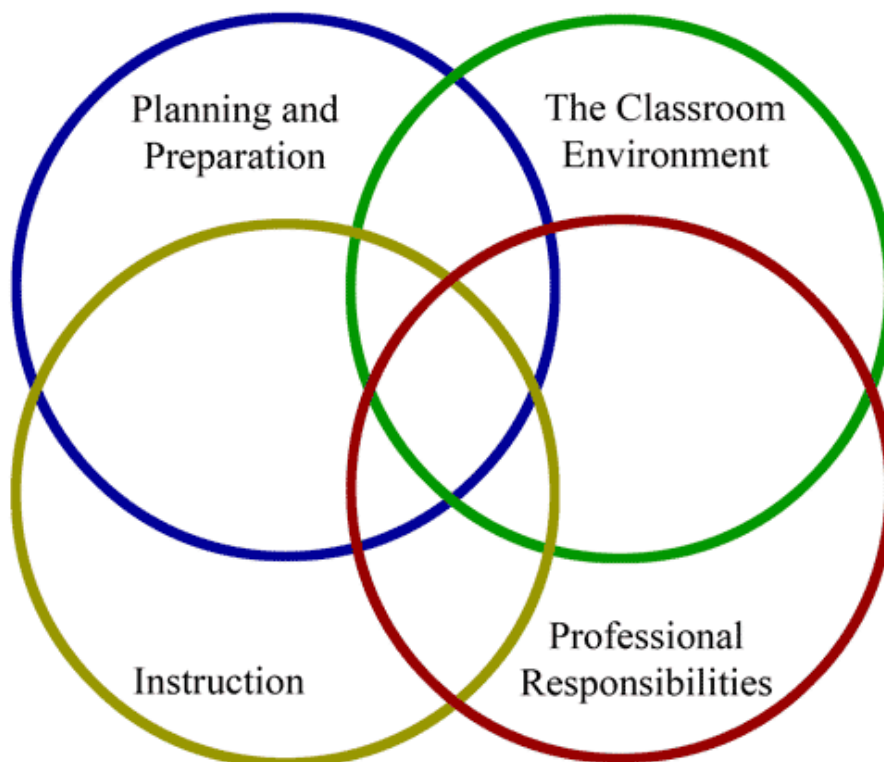 Planning and
Preparation
The Classroom
Environment
Instruction
Professional
Responsibilities